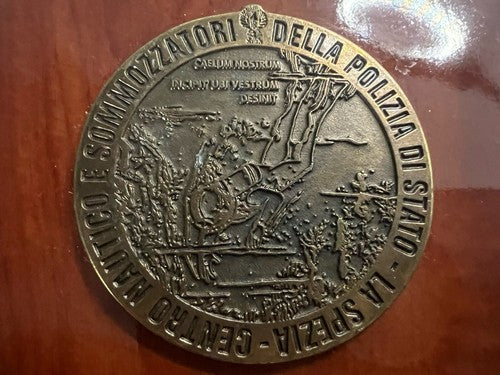 CENTRO NAUTICO E SOMMOZZATORI DELLA POLIZIA DI STATO - LA SPEZIA -
CAELUM NOSTRUM
INCIPIT UBI VESTRUM
DESINIT